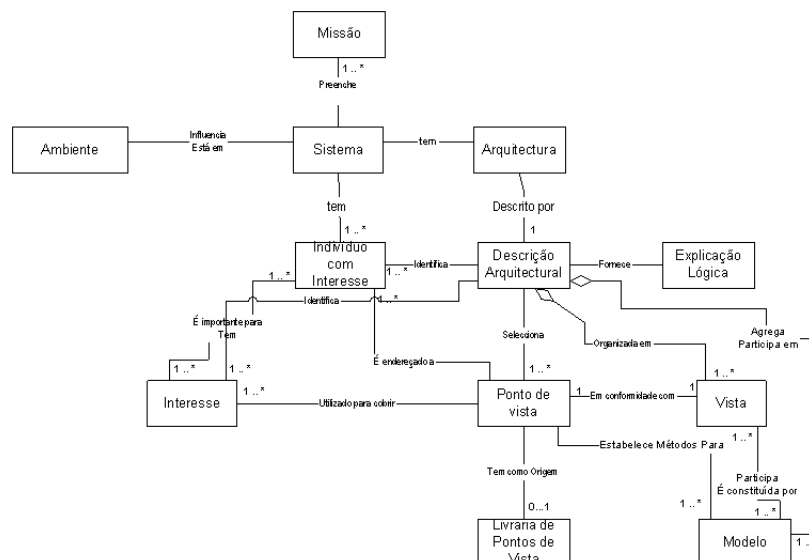 Missão
1..*
Preenche
Ambiente
Influencia
Está em
Sistema
tem
Arquitectura
tem
Descrito por
1..*
1
Indivíduo
com
Interesse
1..*
Identifica
1..*
Descrição
Arquitectural
Fornece
Explicação
Lógica
Identifica
1..*
É importante para
Tem
Selecciona
Organizada em
Agrega
Participa em
É endereçado a
1..*
1..*
1..*
1..*
Interesse
1..*
Utilizado para cobrir
Ponto de
vista
1
Em conformidade com
1
Vista
1..*
Estabelece Métodos Para
Tem como Origem
Participa
É constituída por
0...1
1..*
1..*
Livraria de
Pontos de
Vista
Modelo
1..